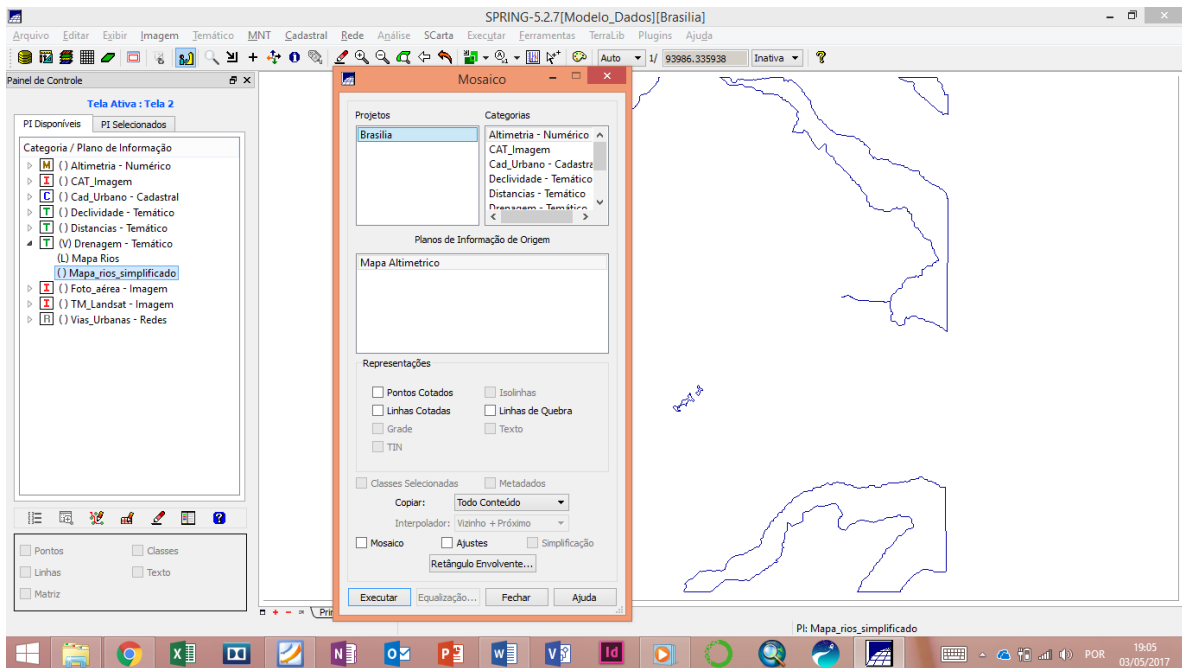 SPRING-5.2.7[Modelo_Dados][Brasilia]
Arquivo Editar Exibir Imagem Temático MNT Cadastral Rede Análise SCarta Executar Ferramentas TerraLib Plugins Ajuda
Auto 1/ 93986.335938 Inativa
Painel de Controle
Tela Ativa : Tela 2
PI Disponíveis PI Selecionados
Categoria / Plano de Informação
M () Altimetria - Numérico
I () CAT_Imagem
C () Cad_Urbano - Cadastral
T () Declividade - Temático
T () Distancias - Temático
T (V) Drenagem - Temático
(L) Mapa Rios
() Mapa_rios_simplificado
I () Foto_aérea - Imagem
I () TM_Landsat - Imagem
R () Vias_Urbanas - Redes
Pontos Classes
Linhas Texto
Matriz
Mosaico
Projetos Categorias
Brasilia
Altimetria - Numérico
CAT_Imagem
Cad_Urbano - Cadastra
Declividade - Temático
Distancias - Temático
Drenagem - Temático
Planos de Informação de Origem
Mapa Altimetrico
Representações
Pontos Cotados Isolinhas
Linhas Cotadas Linhas de Quebra
Grade Texto
TIN
Classes Selecionadas Metadados
Copiar: Todo Conteúdo
Interpolador: Vizinho + Próximo
Mosaico Ajustes Simplificação
Retângulo Envolvente...
Executar Equalização... Fechar Ajuda
Prin
PI: Mapa_rios_simplificado
POR
19:05
03/05/2017